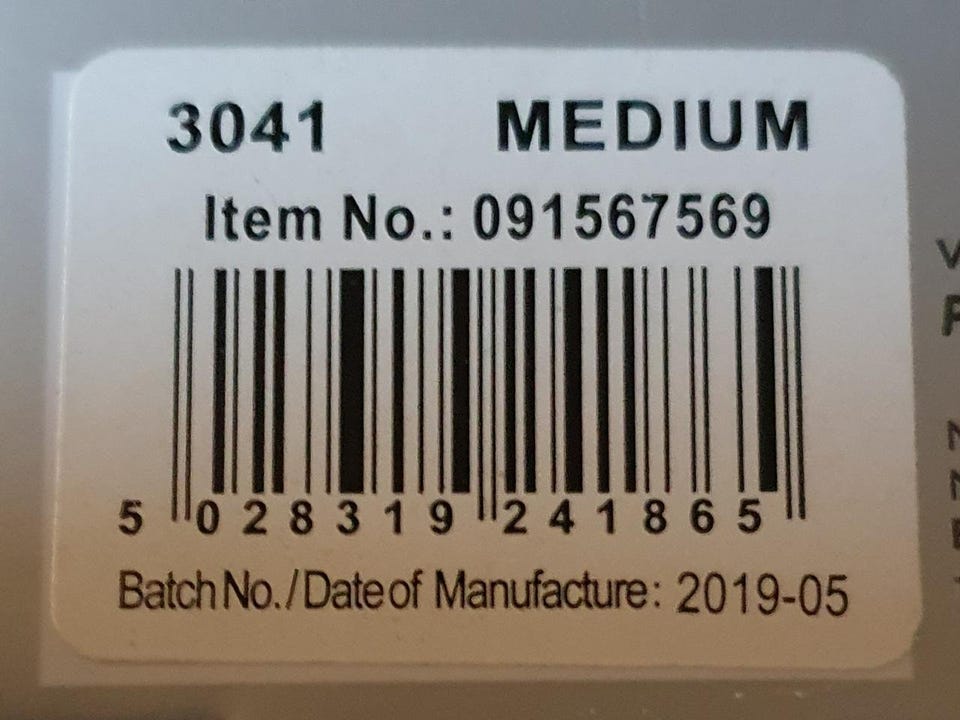 3041 MEDIUM
Item No.: 091567569
5 028319 241865
Batch No./Date of Manufacture: 2019-05